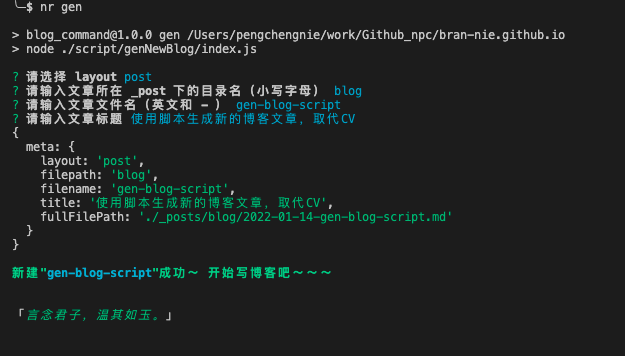 ╰─$ nr gen
> blog_command@1.0.0 gen /Users/pengchengnie/work/Github_npc/bran-nie.github.io
> node ./script/genNewBlog/index.js
? 请选择 layout post
? 请输入文章所在 _post 下的目录名（小写字母） blog
? 请输入文章文件名（英文和 - ） gen-blog-script
? 请输入文章标题 使用脚本生成新的博客文章，取代CV
{
  meta: {
    layout: 'post',
    filepath: 'blog',
    filename: 'gen-blog-script',
    title: '使用脚本生成新的博客文章，取代CV',
    fullFilePath: './_posts/blog/2022-01-14-gen-blog-script.md'
  }
}
新建"gen-blog-script"成功～ 开始写博客吧～～～
「言念君子，温其如玉。」